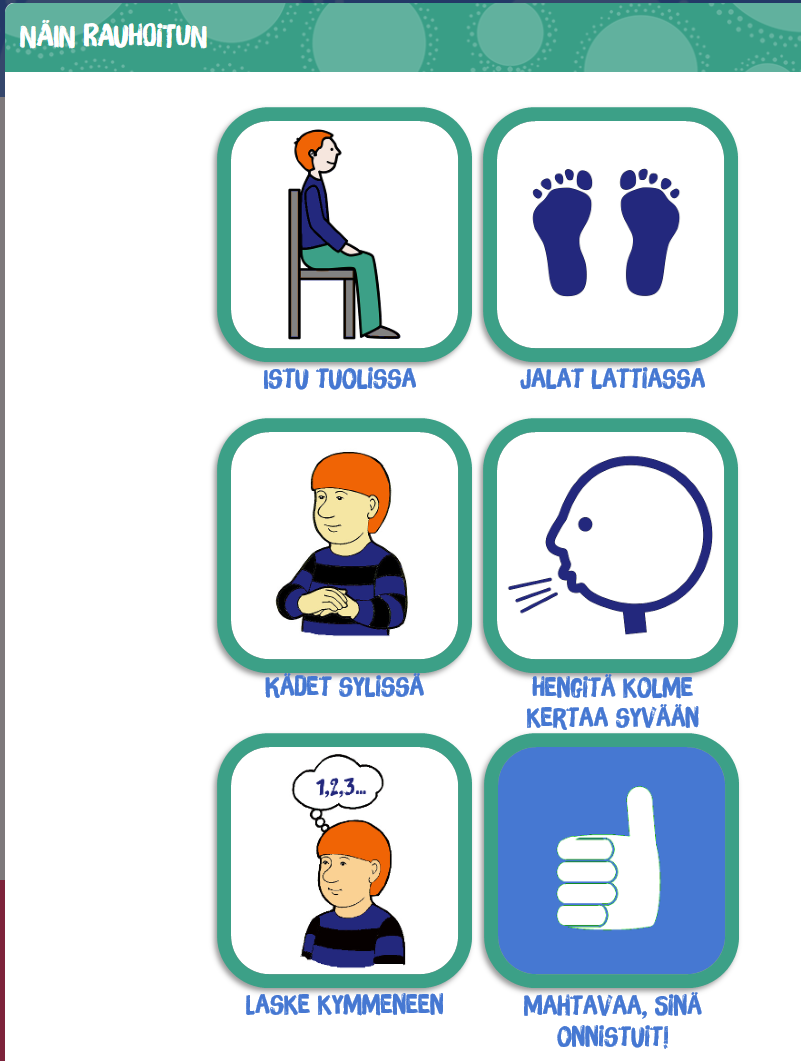 NÄIN RAUHOITUN
ISTU TUOLISSA
JALAT LATTIASSA
KÄDET SYLISSÄ
HENGITÄ KOLME
KERTAA SYVÄÄN
1,2,3...
LASKE KYMMENEEN
MAHTAVAA, SINÄ
ONNISTUIT!